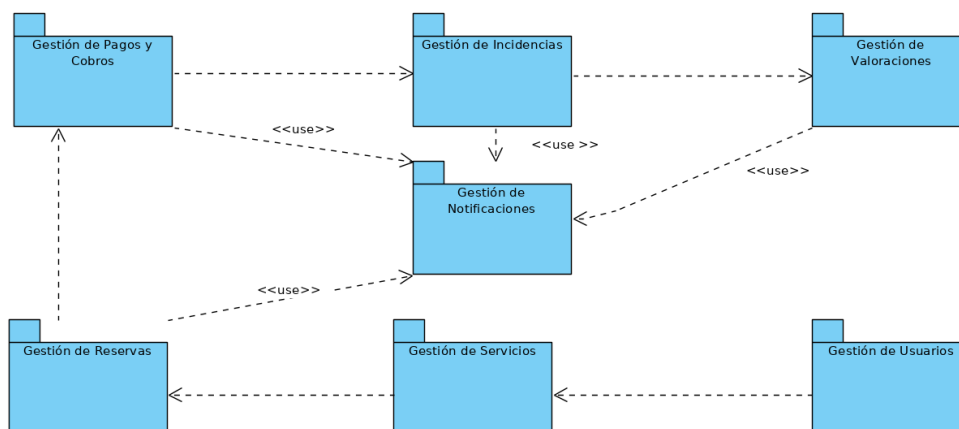 Gestión de Pagos y
Cobros
Gestión de Incidencias
Gestión de
Valoraciones
<<use>>
<<use >>
<<use>>
Gestión de
Notificaciones
<<use>>
Gestión de Reservas
Gestión de Servicios
Gestión de Usuarios